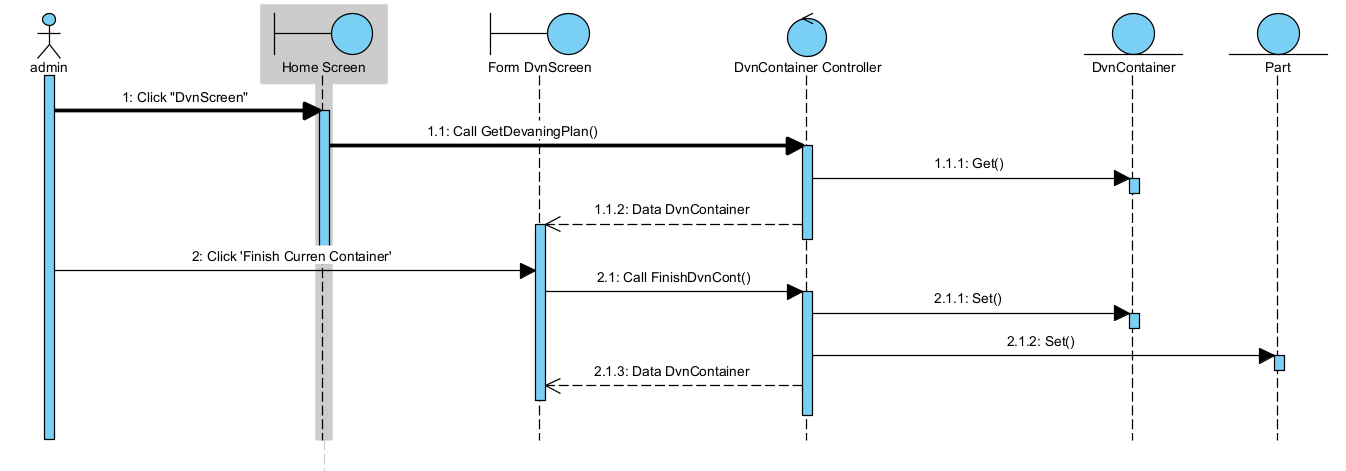 admin
Home Screen
Form DvnScreen
DvnContainer Controller
DvnContainer
Part
1: Click "DvnScreen"
1.1: Call GetDevaningPlan()
1.1.1: Get()
1.1.2: Data DvnContainer
2: Click 'Finish Curren Container'
2.1: Call FinishDvnCont()
2.1.1: Set()
2.1.2: Set()
2.1.3: Data DvnContainer